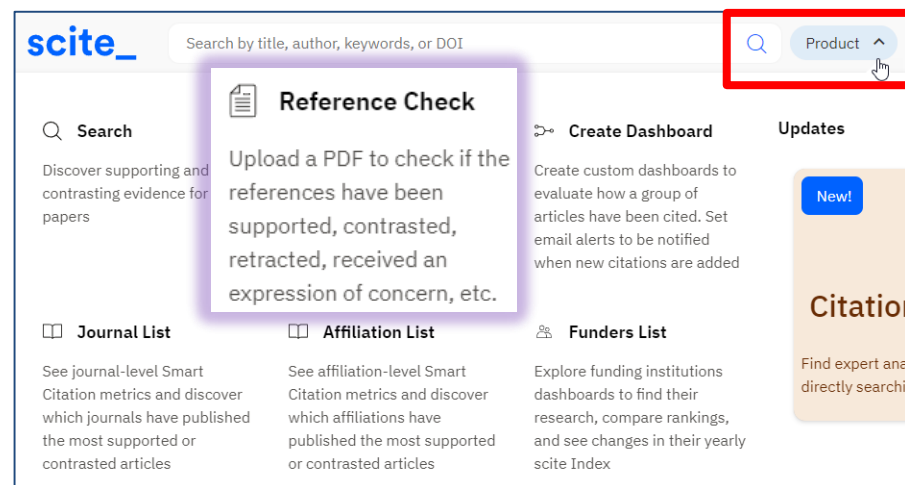 scite_
Search by title, author, keywords, or DOI
Product
Search
Discover supporting and
contrasting evidence for
papers
Reference Check
Upload a PDF to check if the
references have been
supported, contrasted,
retracted, received an
expression of concern, etc.
Create Dashboard
Create custom dashboards to
evaluate how a group of
articles have been cited. Set
email alerts to be notified
when new citations are added
Updates
New!
Citation
Find expert ana
directly searchi
Journal List
See journal-level Smart
Citation metrics and discover
which journals have published
the most supported or
contrasted articles
Affiliation List
See affiliation-level Smart
Citation metrics and discover
which affiliations have
published the most supported
or contrasted articles
Funders List
Explore funding institutions
dashboards to find their
research, compare rankings,
and see changes in their yearly
scite Index